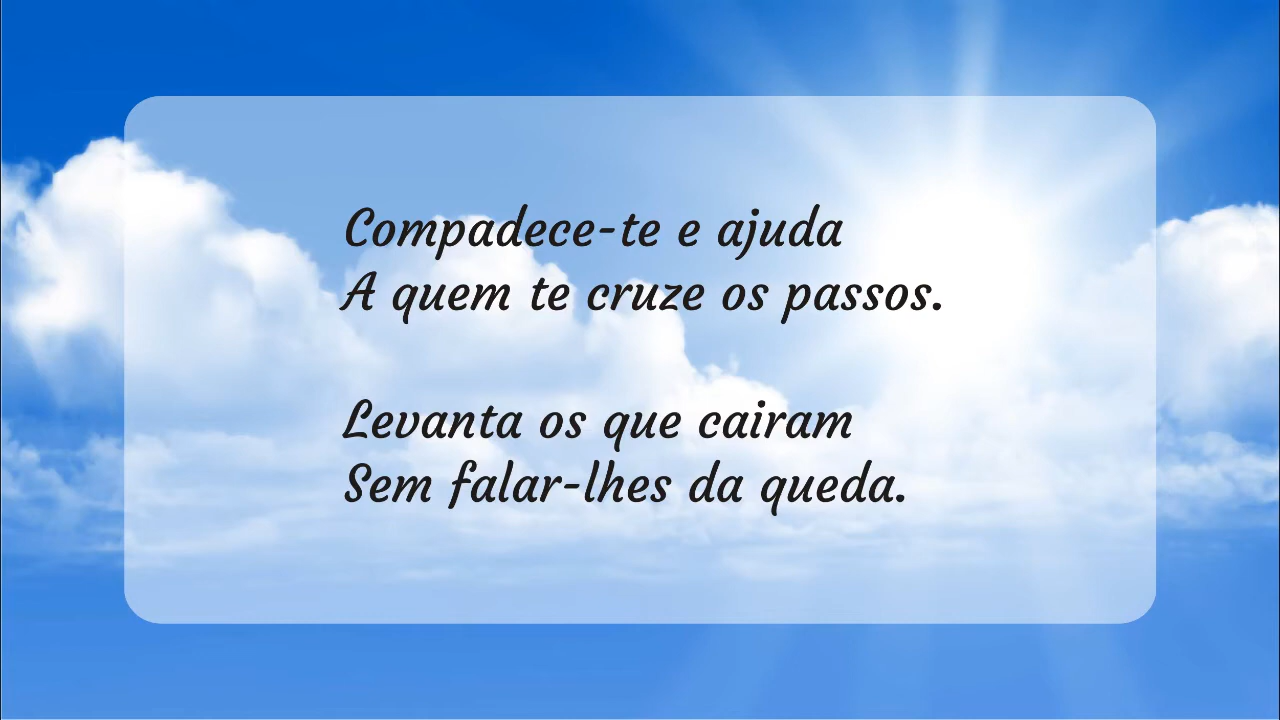 Compadece-te e ajuda
A quem te cruze os passos.
Levanta os que cairam
Sem falar-lhes da queda.